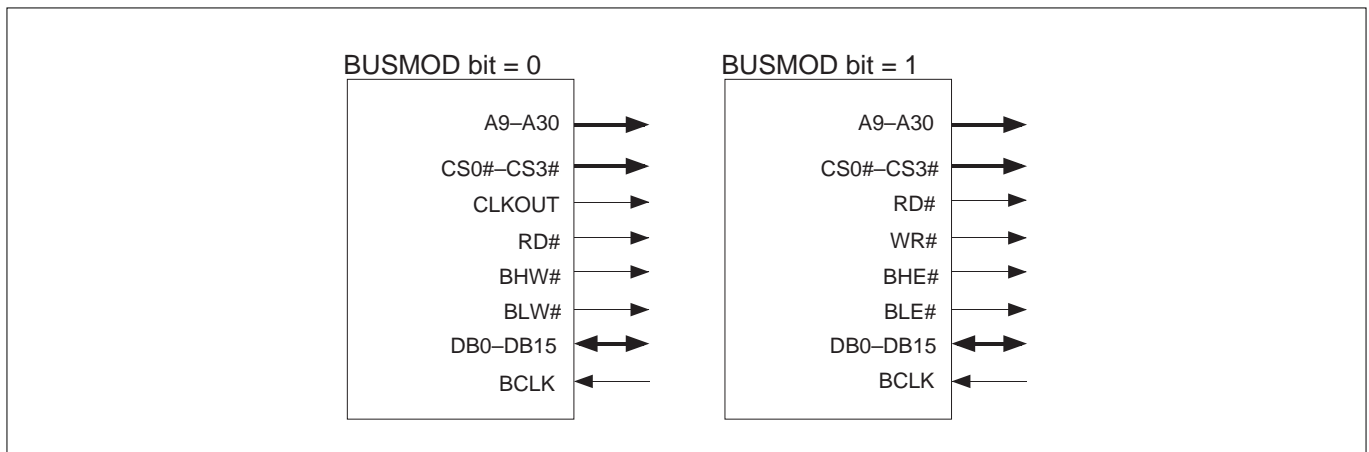 BUSMOD bit = 0
A9–A30
CS0#–CS3#
CLKOUT
RD#
BHW#
BLW#
DB0–DB15
BCLK
BUSMOD bit = 1
A9–A30
CS0#–CS3#
RD#
WR#
BHE#
BLE#
DB0–DB15
BCLK